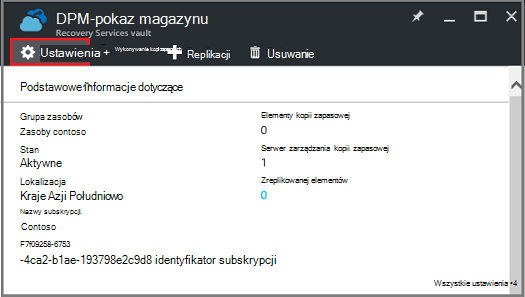 DPM-pokaz magazynu
Recovery Services vault
Ustawienia + Wykonywanie kopii Replikacji Usuwanie
Podstawowe informacje dotyczące
Grupa zasobów
Zasoby contoso
Stan
Aktywne
Lokalizacja
Kraje Azji Południowo
Nazwy subskrypcji.
Contoso
F7f09258-6753
-4ca2-b1ae-193798e2c9d8 identyfikator subskrypcji
Elementy kopii zapasowej
0
Serwer zarządzania kopii zapasowej
1
Zreplikowanej elementów
0
Wszystkie ustawienia •4